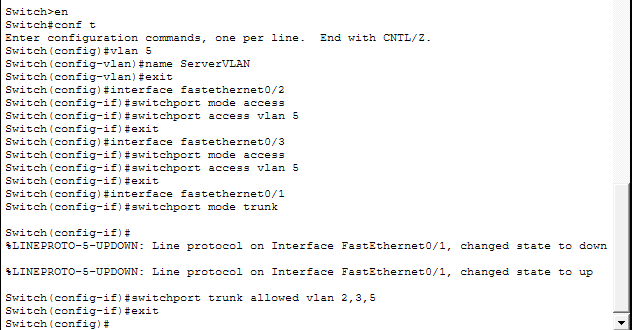 Switch>en
Switch#conf t
Enter configuration commands, one per line.  End with CNTL/Z.
Switch(config)#vlan 5
Switch(config-vlan)#name ServerVLAN
Switch(config-vlan)#exit
Switch(config)#interface fastethernet0/2
Switch(config-if)#switchport mode access
Switch(config-if)#switchport access vlan 5
Switch(config-if)#exit
Switch(config)#interface fastethernet0/3
Switch(config-if)#switchport mode access
Switch(config-if)#switchport access vlan 5
Switch(config-if)#exit
Switch(config)#interface fastethernet0/1
Switch(config-if)#switchport mode trunk
Switch(config-if)#
%LINEPROTO-5-UPDOWN: Line protocol on Interface FastEthernet0/1, changed state to down
%LINEPROTO-5-UPDOWN: Line protocol on Interface FastEthernet0/1, changed state to up
Switch(config-if)#switchport trunk allowed vlan 2,3,5
Switch(config-if)#exit
Switch(config)#